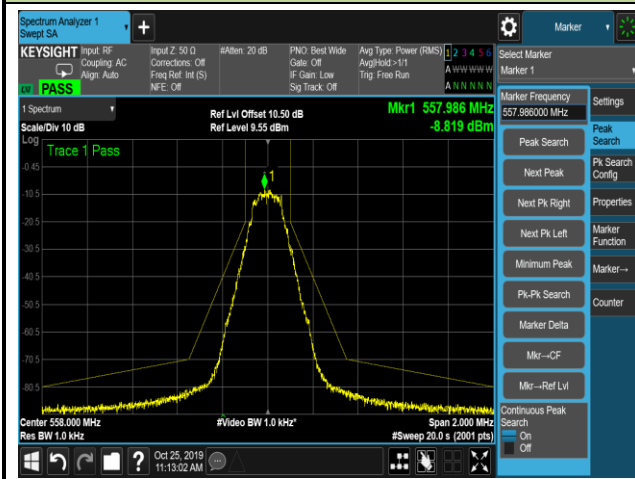 Spectrum Analyzer 1
Swept SA
+
Marker
KEYSIGHT
Input: RF
Coupling: AC
Align: Auto
Input Z: 50 Ω
Corrections: Off
Freq Ref: Int (S)
NFE: Off
#Atten: 20 dB
PNO: Best Wide
Gate: Off
IF Gain: Low
Sig Track: Off
Avg Type: Power (RMS)
Avg|Hold >1/1
Trig: Free Run
1 2 3 4 5 6
A W W W W W
A N N N N N
PASS
Select Marker
Marker 1
1 Spectrum
Scale/Div 10 dB
Log
Ref Lvl Offset 10.50 dB
Ref Level 9.55 dBm
Mkr1 557.986 MHz
-8.819 dBm
Trace 1 Pass
1
-0.45
-10.5
-20.5
-30.5
-40.5
-50.5
-60.5
-70.5
-80.5
Center 558.000 MHz
Res BW 1.0 kHz
#Video BW 1.0 kHz*
Span 2.000 MHz
#Sweep 20.0 s (2001 pts)
Marker Frequency
557.986000 MHz
Peak Search
Next Peak
Next Pk Right
Next Pk Left
Minimum Peak
Pk-Pk Search
Marker Delta
Mkr→CF
Mkr→Ref Lvl
Continuous Peak
Search
On
Off
Settings
Peak
Search
Pk Search
Config
Properties
Marker
Function
Marker→
Counter
?
Oct 25, 2019
11:13:02 AM